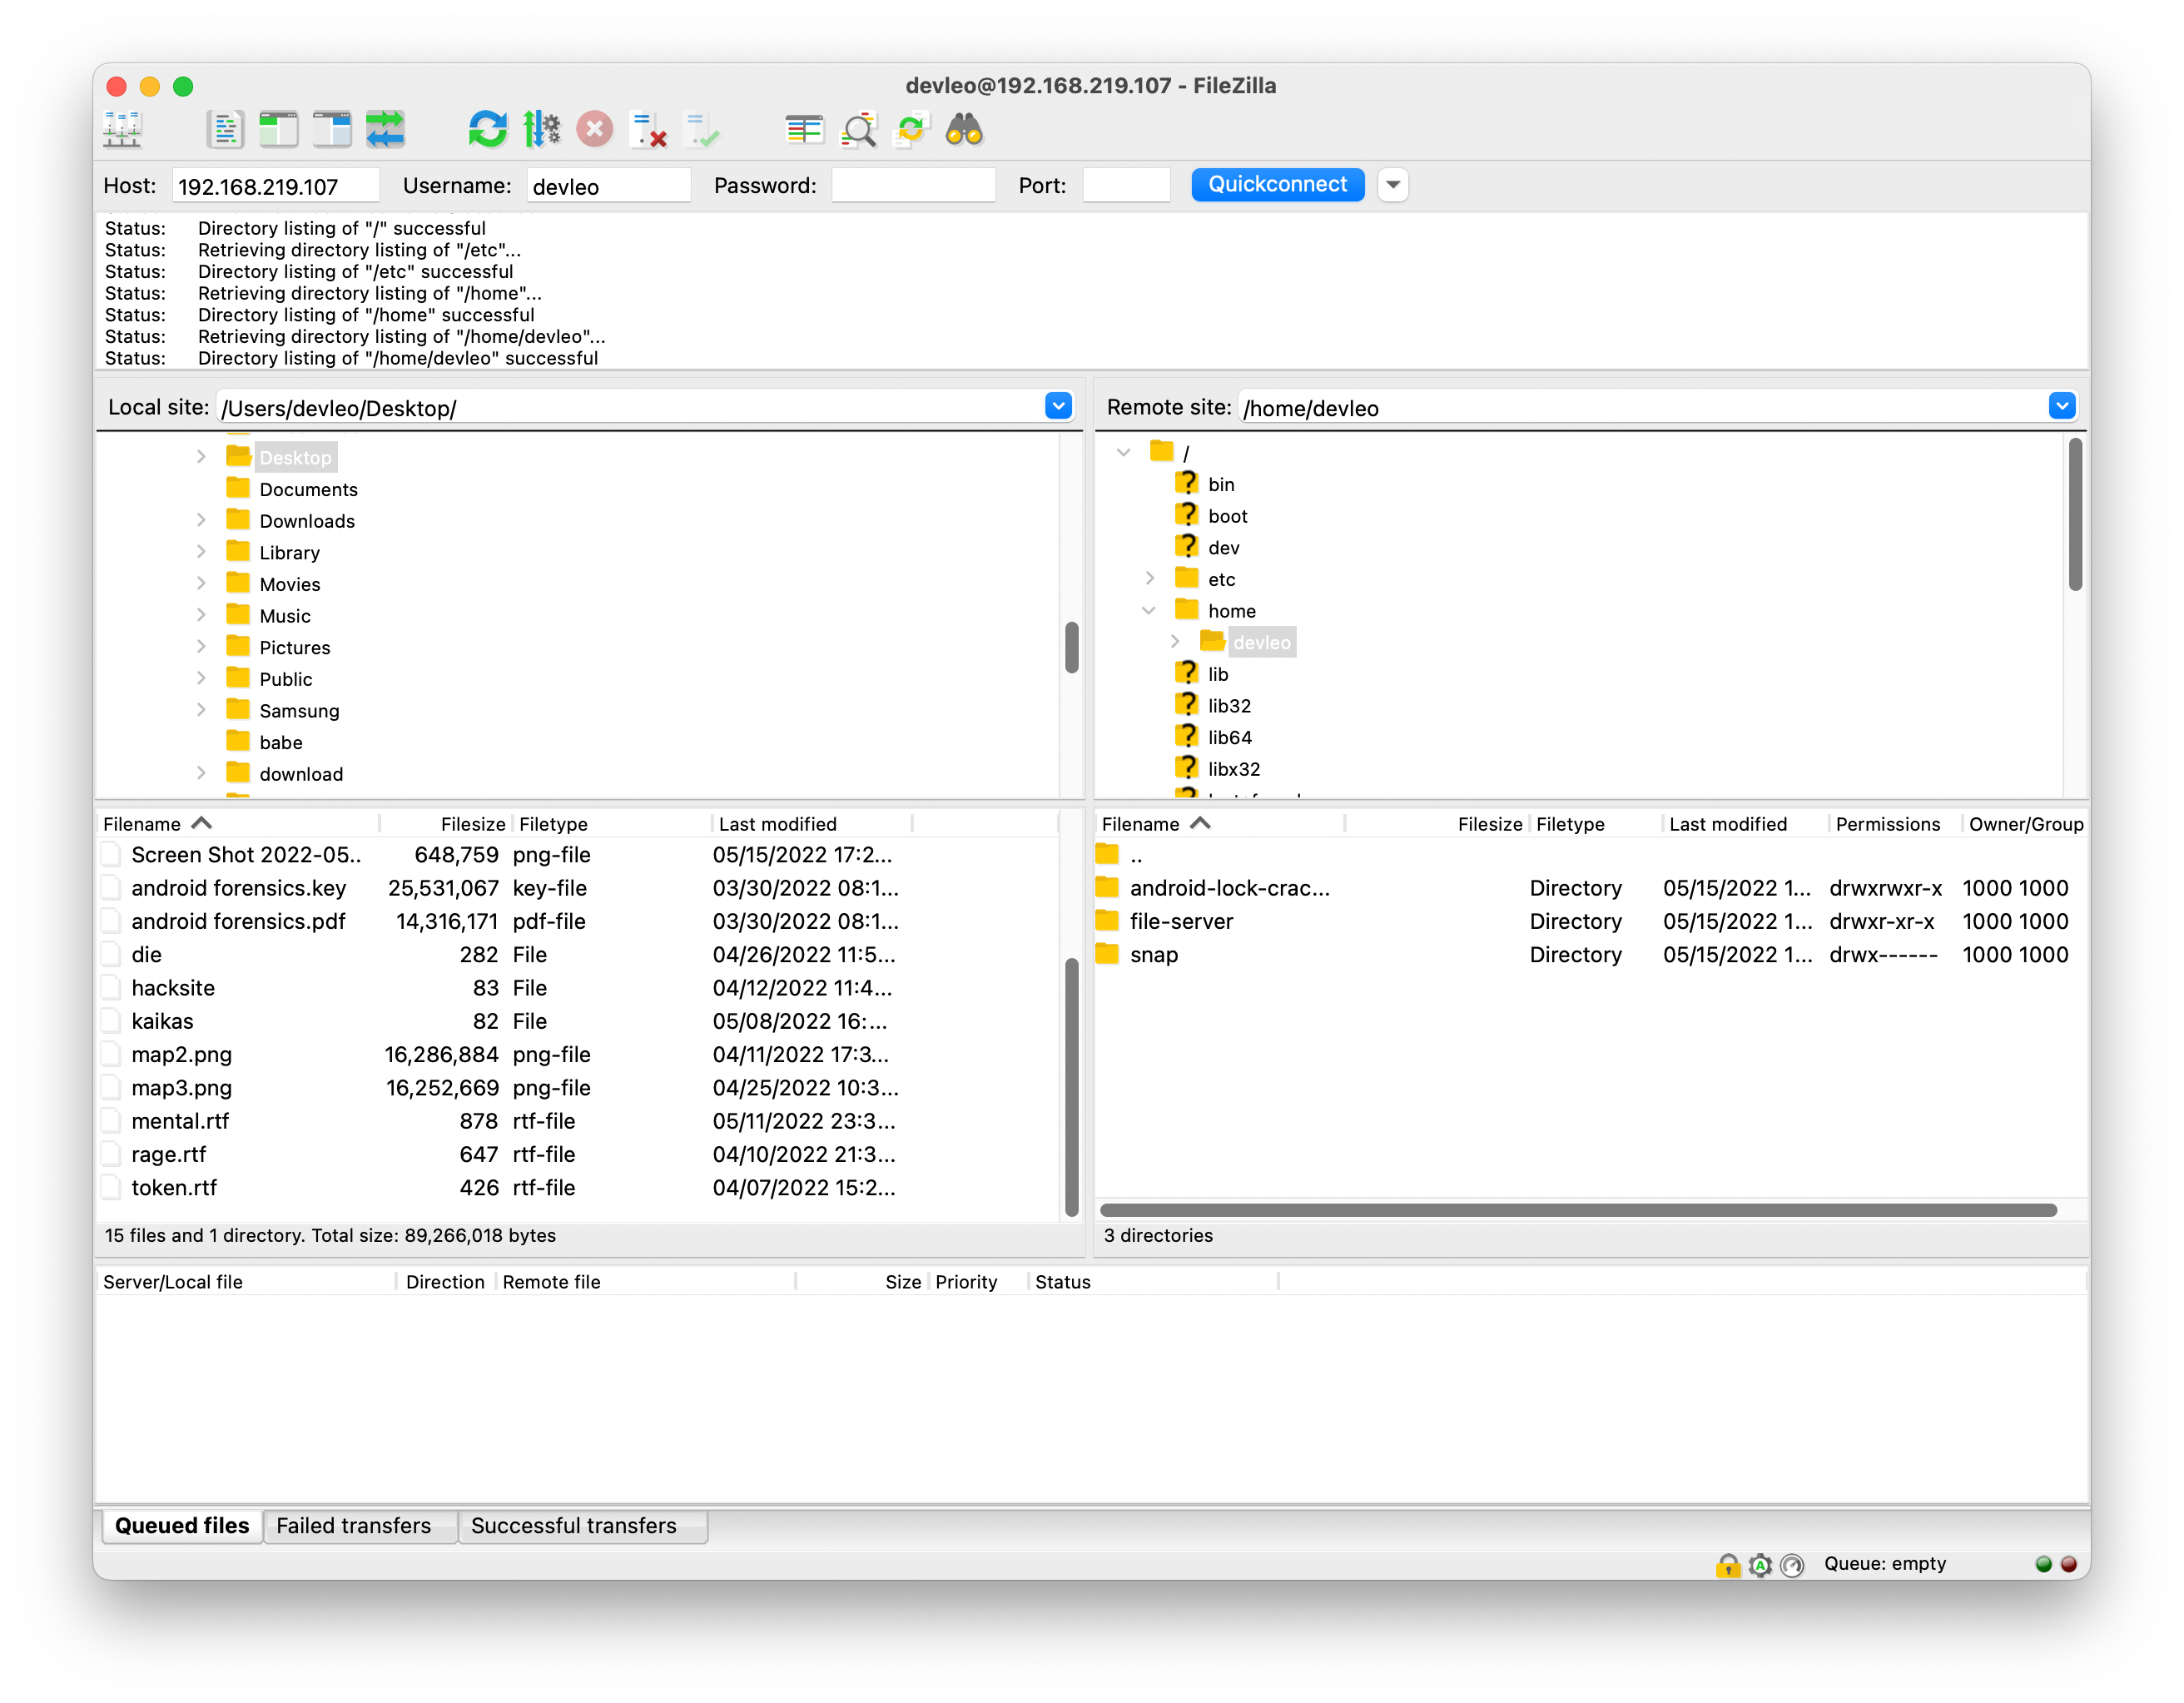 devleo@192.168.219.107 - FileZilla
Host: 192.168.219.107 Username: devleo Password: Port: Quickconnect
Status: Directory listing of "/" successful
Status: Retrieving directory listing of "/etc"...
Status: Directory listing of "/etc" successful
Status: Retrieving directory listing of "/home"...
Status: Directory listing of "/home" successful
Status: Retrieving directory listing of "/home/devleo"...
Status: Directory listing of "/home/devleo" successful
Local site: /Users/devleo/Desktop/
Desktop
Documents
Downloads
Library
Movies
Music
Pictures
Public
Samsung
babe
download
Remote site: /home/devleo
/
? bin
? boot
? dev
etc
home
devleo
? lib
? lib32
? lib64
? libx32
Filename Filesize Filetype Last modified
Screen Shot 2022-05.. 648,759 png-file 05/15/2022 17:2...
android forensics.key 25,531,067 key-file 03/30/2022 08:1...
android forensics.pdf 14,316,171 pdf-file 03/30/2022 08:1...
die 282 File 04/26/2022 11:5...
hacksite 83 File 04/12/2022 11:4...
kaikas 82 File 05/08/2022 16:...
map2.png 16,286,884 png-file 04/11/2022 17:3...
map3.png 16,252,669 png-file 04/25/2022 10:3...
mental.rtf 878 rtf-file 05/11/2022 23:3...
rage.rtf 647 rtf-file 04/10/2022 21:3...
token.rtf 426 rtf-file 04/07/2022 15:2...
15 files and 1 directory. Total size: 89,266,018 bytes
Filename Filesize Filetype Last modified Permissions Owner/Group
..
android-lock-crac... Directory 05/15/2022 1... drwxrwxr-x 1000 1000
file-server Directory 05/15/2022 1... drwxr-xr-x 1000 1000
snap Directory 05/15/2022 1... drwx------ 1000 1000
3 directories
Server/Local file Direction Remote file Size Priority Status
Queued files Failed transfers Successful transfers
Queue: empty